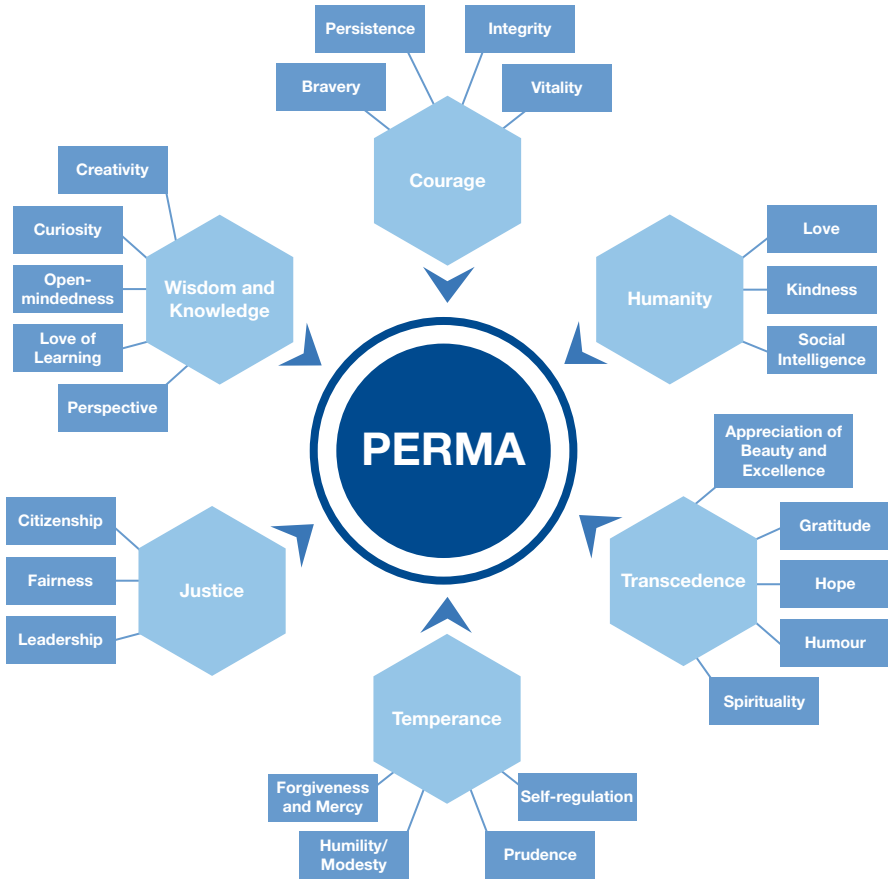 Persistence
Integrity
Bravery
Vitality
Courage
Creativity
Curiosity
Open-
mindedness
Love of
Learning
Perspective
Wisdom and
Knowledge
Love
Kindness
Social
Intelligence
Humanity
PERMA
Appreciation of
Beauty and
Excellence
Gratitude
Hope
Humour
Spirituality
Transcedence
Citizenship
Fairness
Leadership
Justice
Temperance
Forgiveness
and Mercy
Humility/
Modesty
Self-regulation
Prudence